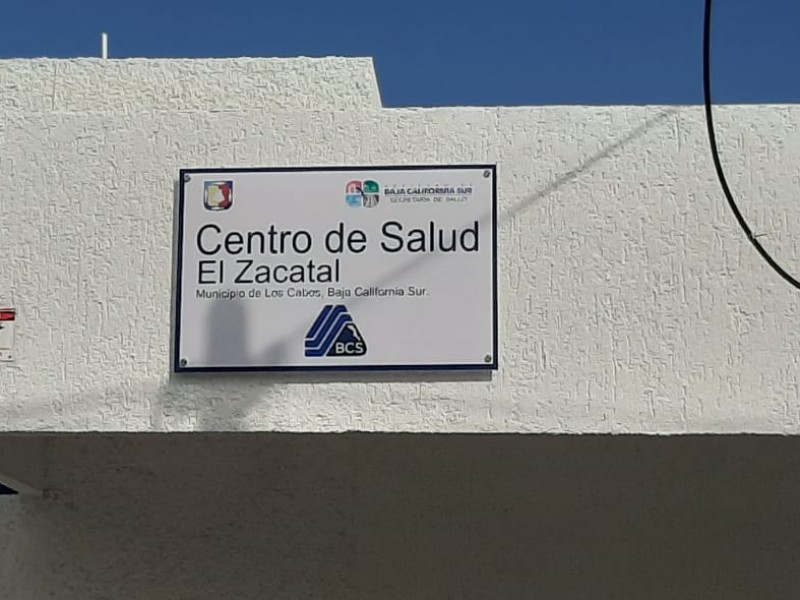 BAJA CALIFORNIA SUR
SECRETARÍA DE SALUD
Centro de Salud
El Zacatal
Municipio de Los Cabos, Baja California Sur.
BCS